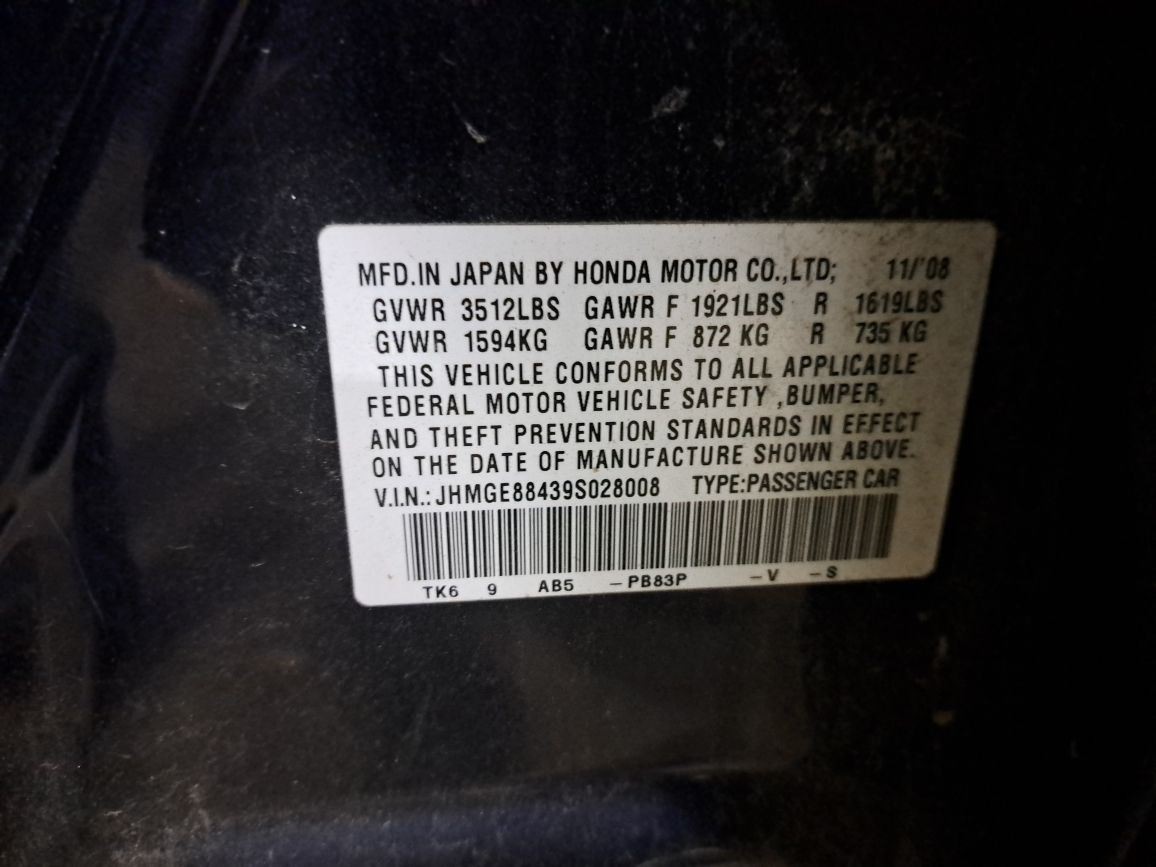 MFD.IN JAPAN BY HONDA MOTOR CO.,LTD; 11/'08
GVWR 3512LBS GAWR F 1921LBS R 1619LBS
GVWR 1594KG GAWR F 872 KG R 735 KG
THIS VEHICLE CONFORMS TO ALL APPLICABLE
FEDERAL MOTOR VEHICLE SAFETY ,BUMPER,
AND THEFT PREVENTION STANDARDS IN EFFECT
ON THE DATE OF MANUFACTURE SHOWN ABOVE.
V.I.N.: JHMGE88439S028008 TYPE:PASSENGER CAR
TK6 9 AB5 -PB83P -V -S